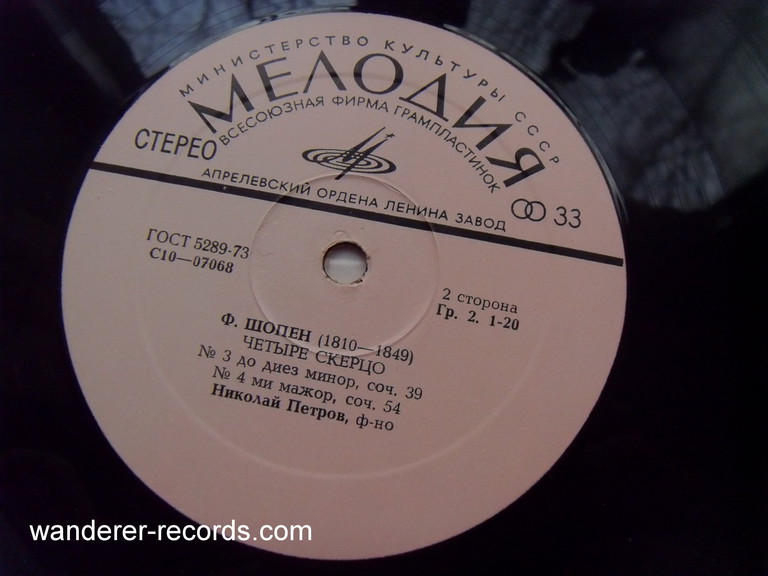 МИНИСТЕРСТВО КУЛЬТУРЫ СССР
МЕЛОДИЯ
ВСЕСОЮЗНАЯ ФИРМА ГРАМПЛАСТИНОК
СТЕРЕО
АПРЕЛЕВСКИЙ ОРДЕНА ЛЕНИНА ЗАВОД
33
ГОСТ 5289-73
С10—07068
2 сторона
Гр. 2. 1-20
Ф. ШОПЕН (1810—1849)
ЧЕТЫРЕ СКЕРЦО
№ 3 до диез минор, соч. 39
№ 4 ми мажор, соч. 54
Николай Петров, ф-но
wanderer-records.com